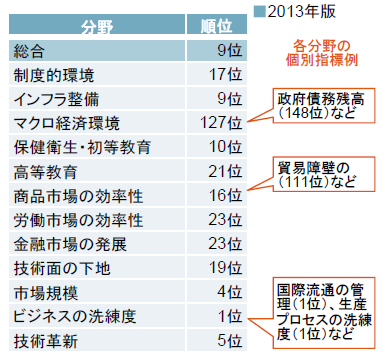 ■2013年版
分野 順位
総合 9位
制度的環境 17位
インフラ整備 9位
マクロ経済環境 127位
保健衛生・初等教育 10位
高等教育 21位
商品市場の効率性 16位
労働市場の効率性 23位
金融市場の発展 23位
技術面の下地 19位
市場規模 4位
ビジネスの洗練度 1位
技術革新 5位
各分野の
個別指標例
政府債務残高
(148位)など
貿易障壁の
(111位)など
国際流通の管
理(1位)、生産
プロセスの洗練
度(1位)など